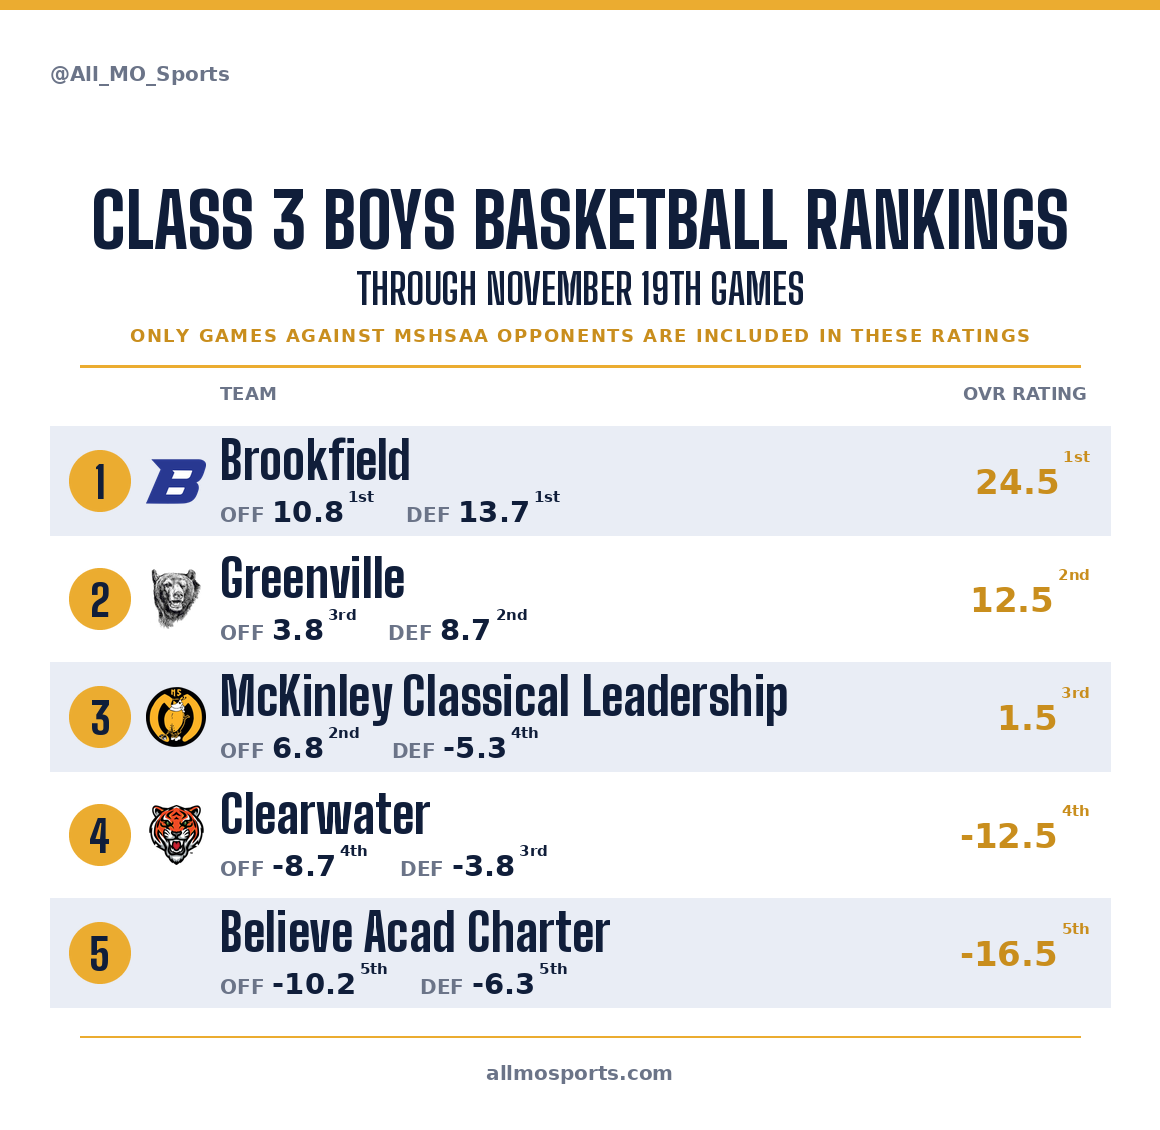 @All_MO_Sports
CLASS 3 BOYS BASKETBALL RANKINGS
THROUGH NOVEMBER 19TH GAMES
ONLY GAMES AGAINST MSHSAA OPPONENTS ARE INCLUDED IN THESE RATINGS
TEAM OVR RATING
1 B Brookfield 24.5 1st
OFF 10.8 1st DEF 13.7 1st
2 Greenville 12.5 2nd
OFF 3.8 3rd DEF 8.7 2nd
3 MS McKinley Classical Leadership 1.5 3rd
OFF 6.8 2nd DEF -5.3 4th
4 Clearwater -12.5 4th
OFF -8.7 4th DEF -3.8 3rd
5 Believe Acad Charter -16.5 5th
OFF -10.2 5th DEF -6.3 5th
allmosports.com